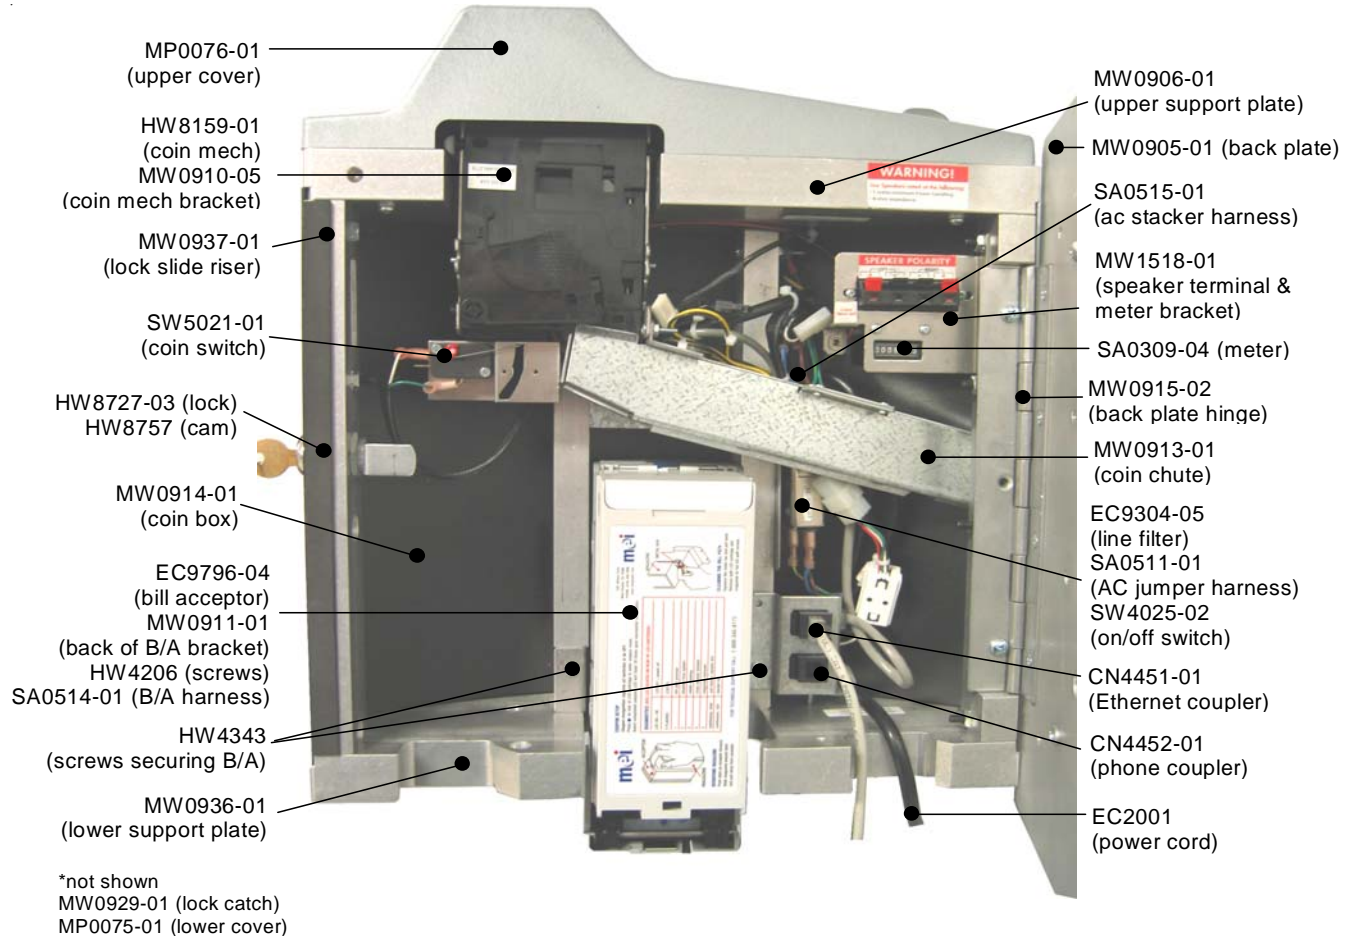 MP0076-01
(upper cover)
HW8159-01
(coin mech)
MW0910-05
(coin mech bracket)
MW0937-01
(lock slide riser)
SW5021-01
(coin switch)
HW8727-03 (lock)
HW8757 (cam)
MW0914-01
(coin box)
EC9796-04
(bill acceptor)
MW0911-01
(back of B/A bracket)
HW4206 (screws)
SA0514-01 (B/A harness)
HW4343
(screws securing B/A)
MW0936-01
(lower support plate)
*not shown
MW0929-01 (lock catch)
MP0075-01 (lower cover)
WARNING!
SPEAKER POLARITY
mei
mei
MW0906-01
(upper support plate)
MW0905-01 (back plate)
SA0515-01
(ac stacker harness)
MW1518-01
(speaker terminal &
meter bracket)
SA0309-04 (meter)
MW0915-02
(back plate hinge)
MW0913-01
(coin chute)
EC9304-05
(line filter)
SA0511-01
(AC jumper harness)
SW4025-02
(on/off switch)
CN4451-01
(Ethernet coupler)
CN4452-01
(phone coupler)
EC2001
(power cord)